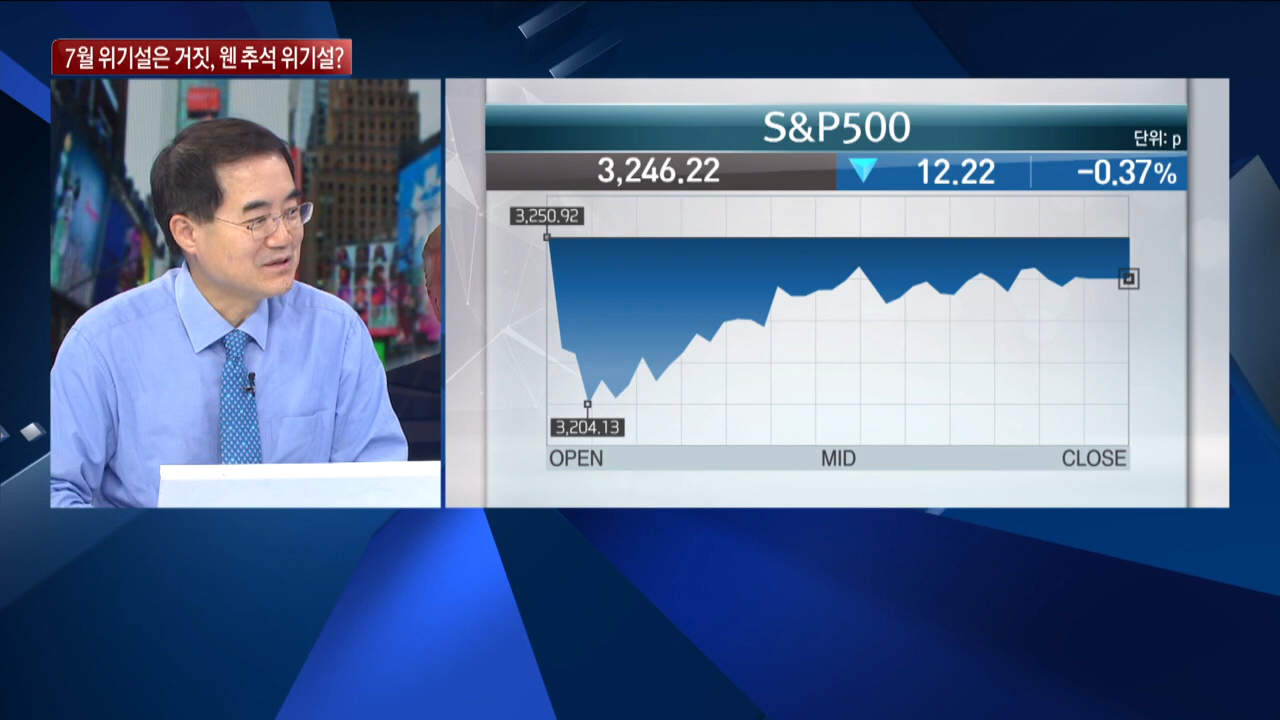 7월 위기설은 거짓, 웬 추석 위기설?
S&P500
단위: p
3,246.22 ▼ 12.22 -0.37%
3,250.92
3,204.13
OPEN MID CLOSE